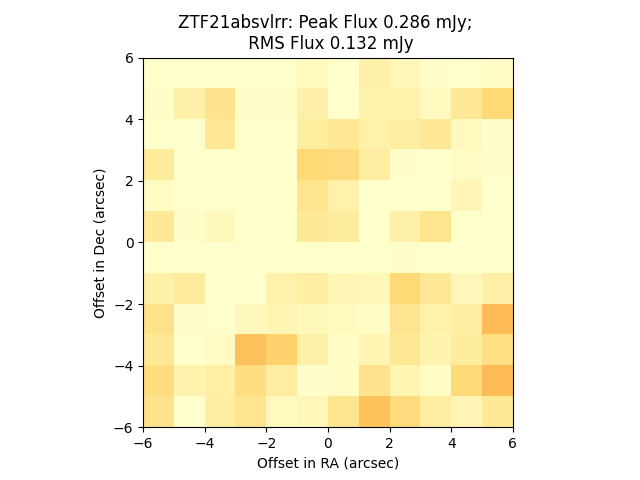 ZTF21absvlrr: Peak Flux 0.286 mJy;
RMS Flux 0.132 mJy
6
4
2
0
−2
−4
−6
Offset in Dec (arcsec)
−6 −4 −2 0 2 4 6
Offset in RA (arcsec)